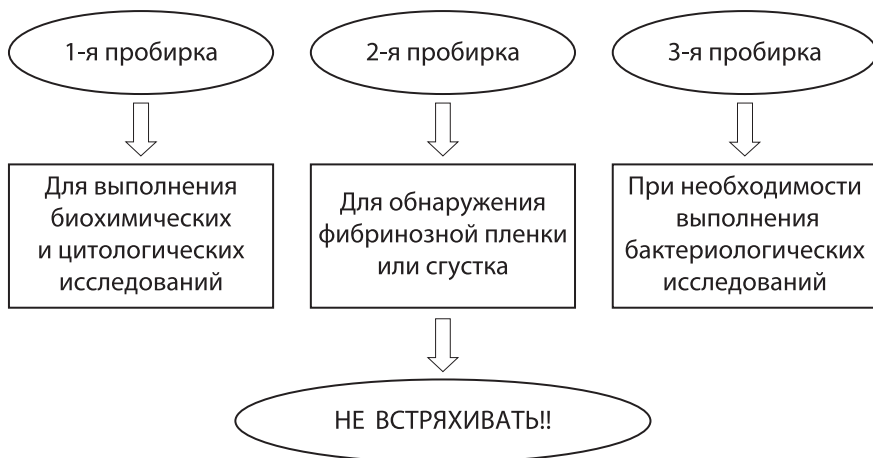 1-я пробирка
2-я пробирка
3-я пробирка
Для выполнения
биохимических
и цитологических
исследований
Для обнаружения
фибринозной пленки
или сгустка
При необходимости
выполнения
бактериологических
исследований
НЕ ВСТРЯХИВАТЬ!!